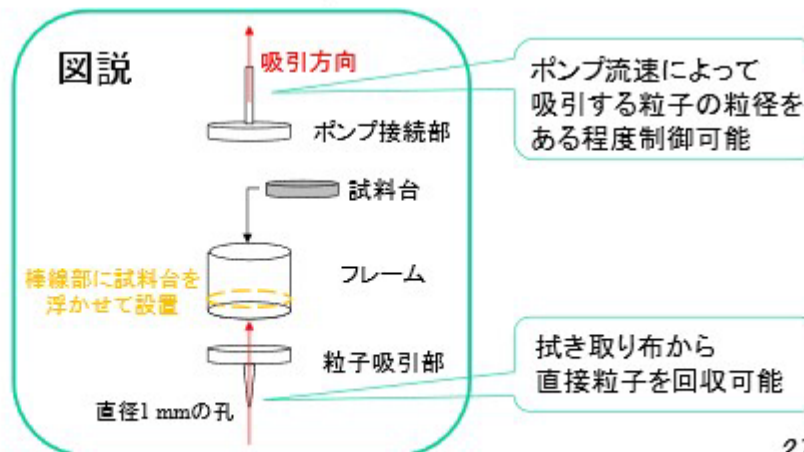 図説
吸引方向
ポンプ接続部
試料台
棒線部に試料台を
浮かせて設置
フレーム
粒子吸引部
直径1 mmの孔
ポンプ流速によって
吸引する粒子の粒径を
ある程度制御可能
拭き取り布から
直接粒子を回収可能